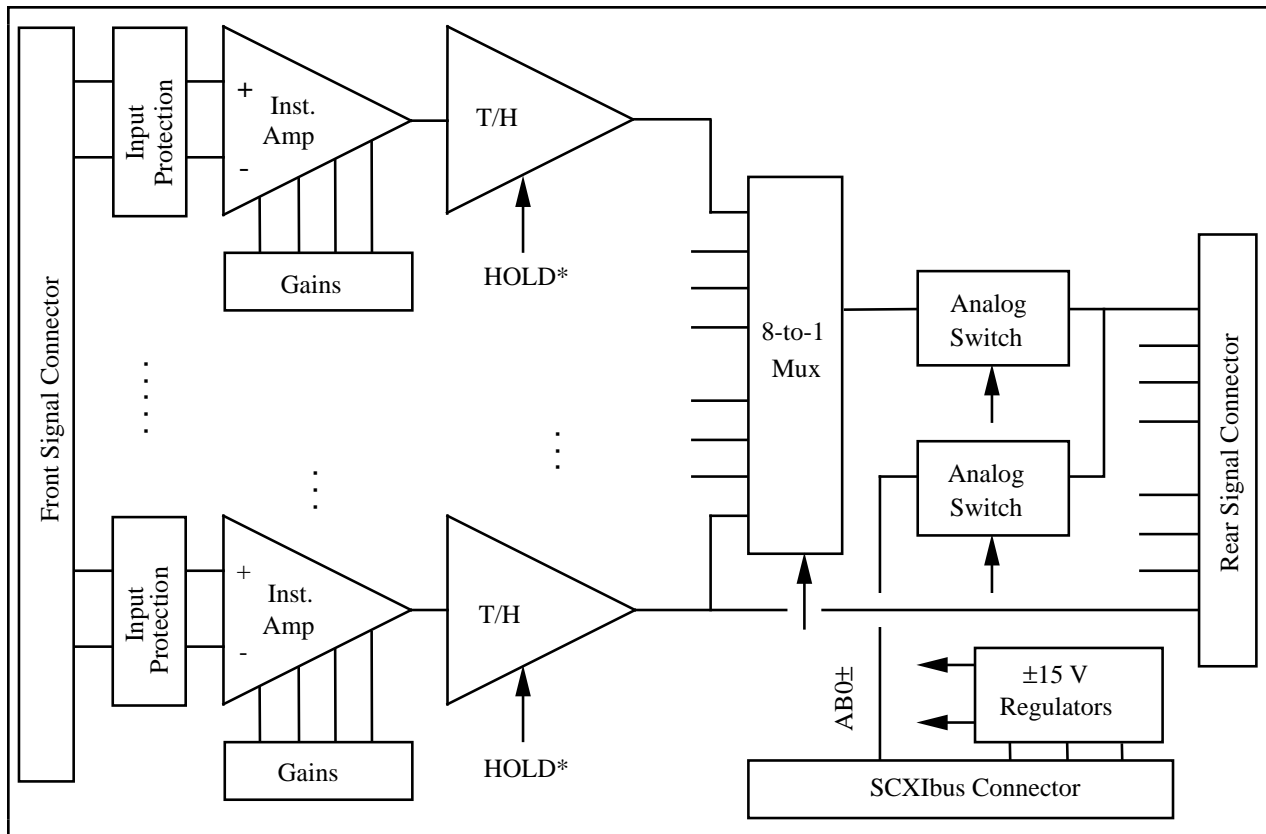 Front Signal Connector
Input
Protection
+
-
Inst.
Amp
Gains
T/H
HOLD*
8-to-1
Mux
Analog
Switch
Analog
Switch
Rear Signal Connector
Input
Protection
+
-
Inst.
Amp
Gains
T/H
HOLD*
AB0±
±15 V
Regulators
SCXIbus Connector